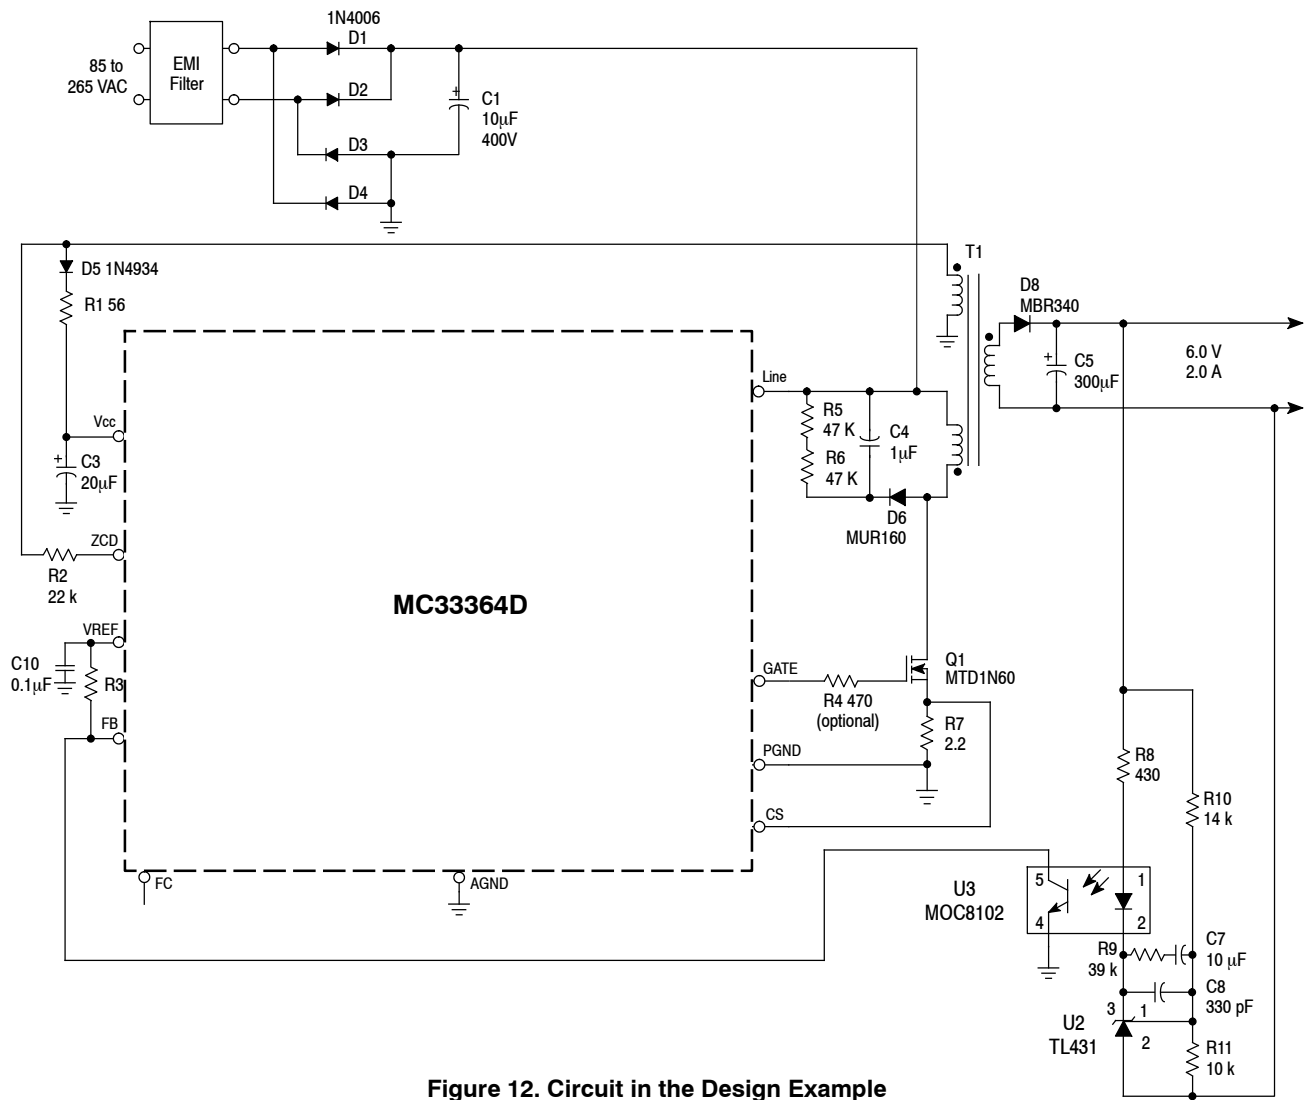 1N4006
D1
85 to
265 VAC
EMI
Filter
D2
C1
10μF
400V
+
D3
D4
T1
D5 1N4934
R1 56
D8
MBR340
+
C5
300μF
6.0 V
2.0 A
Line
R5
47 K
R6
47 K
C4
1μF
D6
MUR160
Vcc
+
C3
20μF
ZCD
R2
22 k
MC33364D
VREF
C10
0.1μF
R3
FB
GATE
R4 470
(optional)
Q1
MTD1N60
R7
2.2
PGND
CS
R8
430
R10
14 k
FC
AGND
U3
MOC8102
5
4
1
2
R9
39 k
C7
10 μF
C8
330 pF
3
1
2
U2
TL431
R11
10 k
Figure 12. Circuit in the Design Example